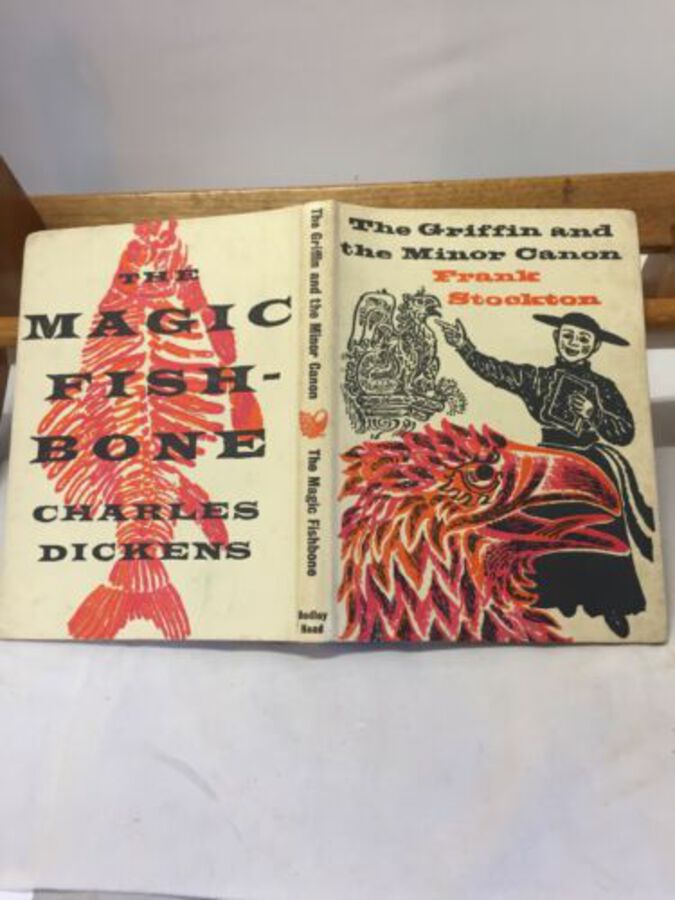 THE
MAGIC
FISH-
BONE
CHARLES
DICKENS
The Griffin and the Minor Canon
The Magic Fishbone
Bodley
Head
The Griffin and
the Minor Canon
Frank
Stockton